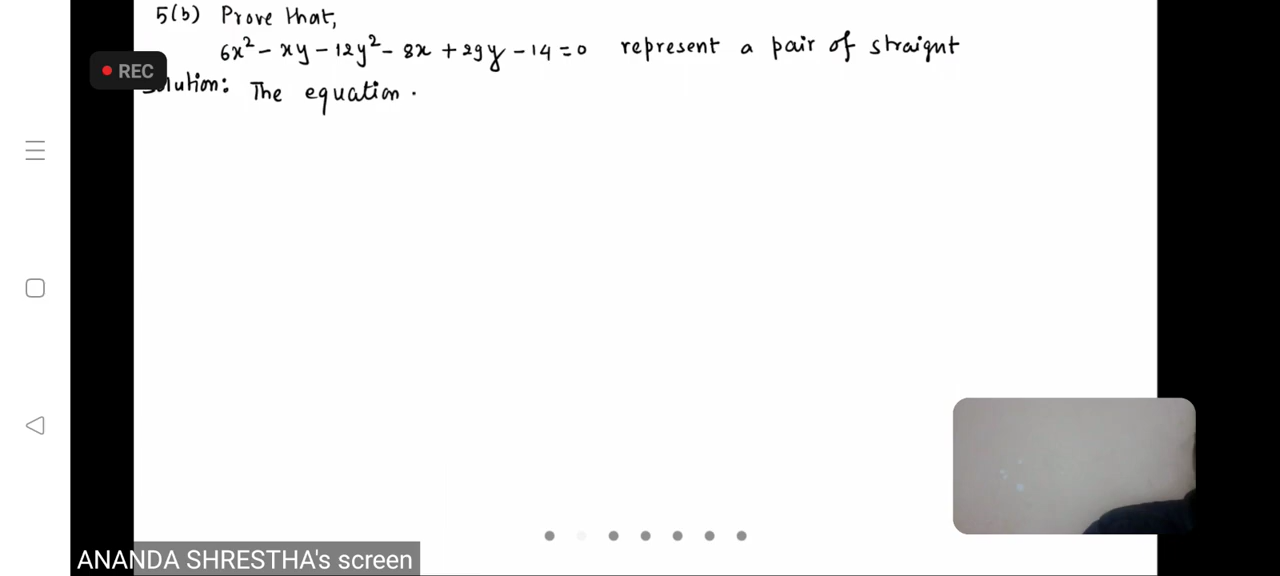 5(b) Prove that,
6x² - xy - 12y² - 8x + 29y - 14 = 0 represent a pair of straignt
REC
lution: The equation .
ANANDA SHRESTHA's screen